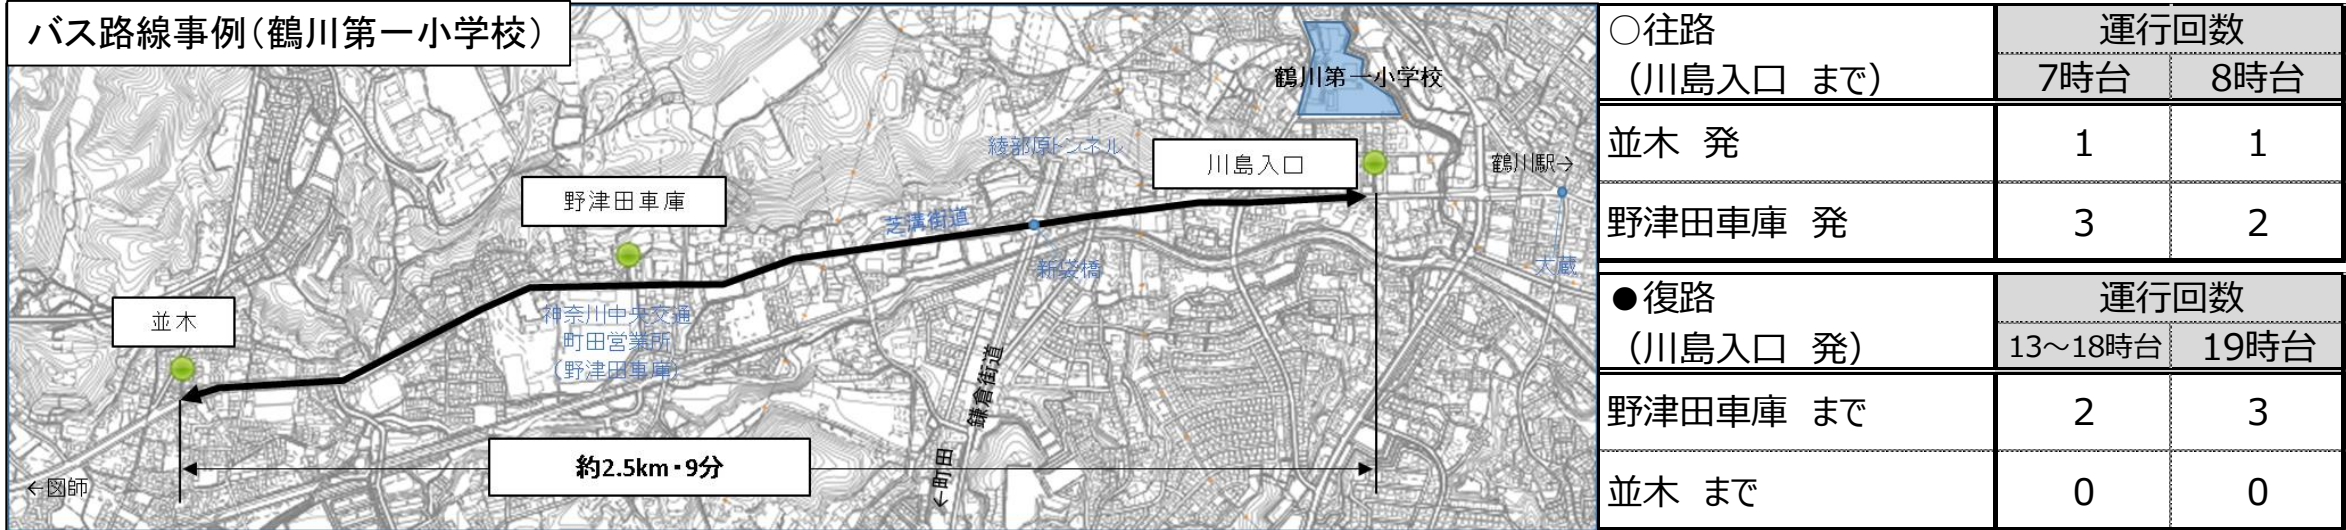 バス路線事例(鶴川第一小学校)
鶴川第一小学校
綾部原トンネル
川島入口
鶴川駅→
野津田車庫
芝溝街道
新袋橋
大蔵
並木
神奈川中央交通
町田営業所
(野津田車庫)
鎌倉街道
約2.5km・9分
←町田
←図師
○往路
(川島入口 まで)
運行回数
7時台 8時台
並木 発 1 1
野津田車庫 発 3 2
●復路
(川島入口 発)
運行回数
13～18時台 19時台
野津田車庫 まで 2 3
並木 まで 0 0